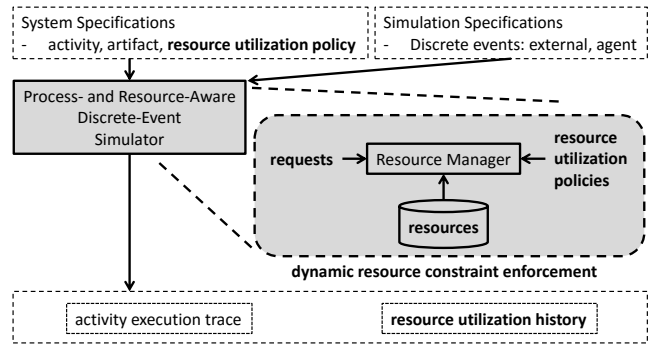 System Specifications
- activity, artifact, resource utilization policy
Simulation Specifications
- Discrete events: external, agent
Process- and Resource-Aware
Discrete-Event
Simulator
requests
Resource Manager
resource
utilization
policies
resources
dynamic resource constraint enforcement
activity execution trace
resource utilization history